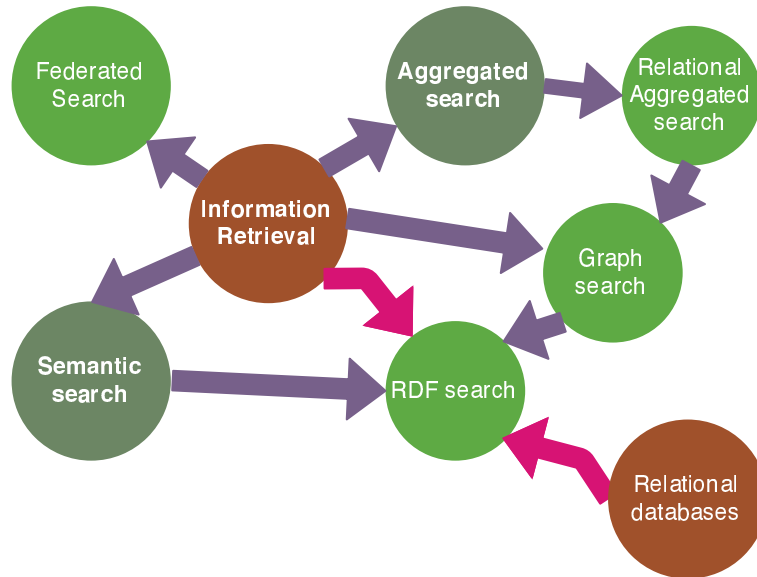 Federated
Search
Aggregated
search
Relational
Aggregated
search
Information
Retrieval
Graph
search
Semantic
search
RDF search
Relational
databases